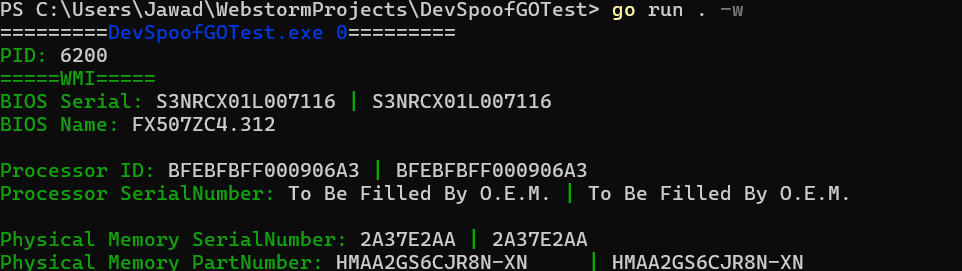 PS C:\Users\Jawad\WebstormProjects\DevSpoofGOTest> go run . -w
=========DevSpoofGOTest.exe 0=========
PID: 6200
=====WMI=====
BIOS Serial: S3NRCX01L007116 | S3NRCX01L007116
BIOS Name: FX507ZC4.312
Processor ID: BFEBFBFF000906A3 | BFEBFBFF000906A3
Processor SerialNumber: To Be Filled By O.E.M. | To Be Filled By O.E.M.
Physical Memory SerialNumber: 2A37E2AA | 2A37E2AA
Physical Memory PartNumber: HMAA2GS6CJR8N-XN     | HMAA2GS6CJR8N-XN